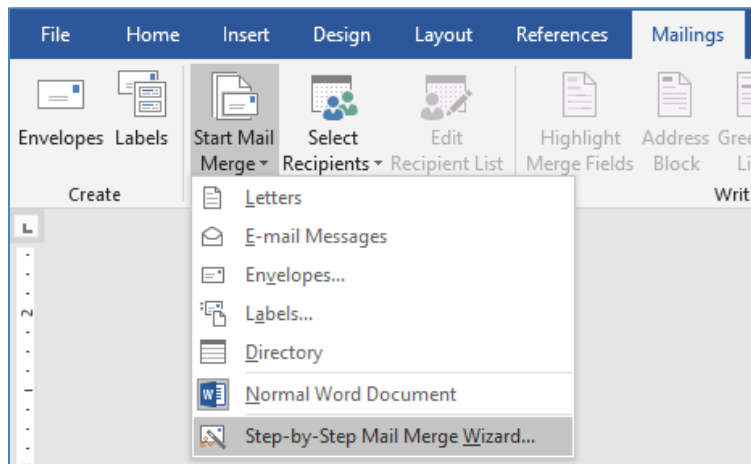 File Home Insert Design Layout References Mailings
Envelopes Labels Start Mail Merge Select Recipients Edit Recipient List Highlight Merge Fields Address Block
Create
Letters
E-mail Messages
Envelopes...
Labels...
Directory
Normal Word Document
Step-by-Step Mail Merge Wizard...
L
2